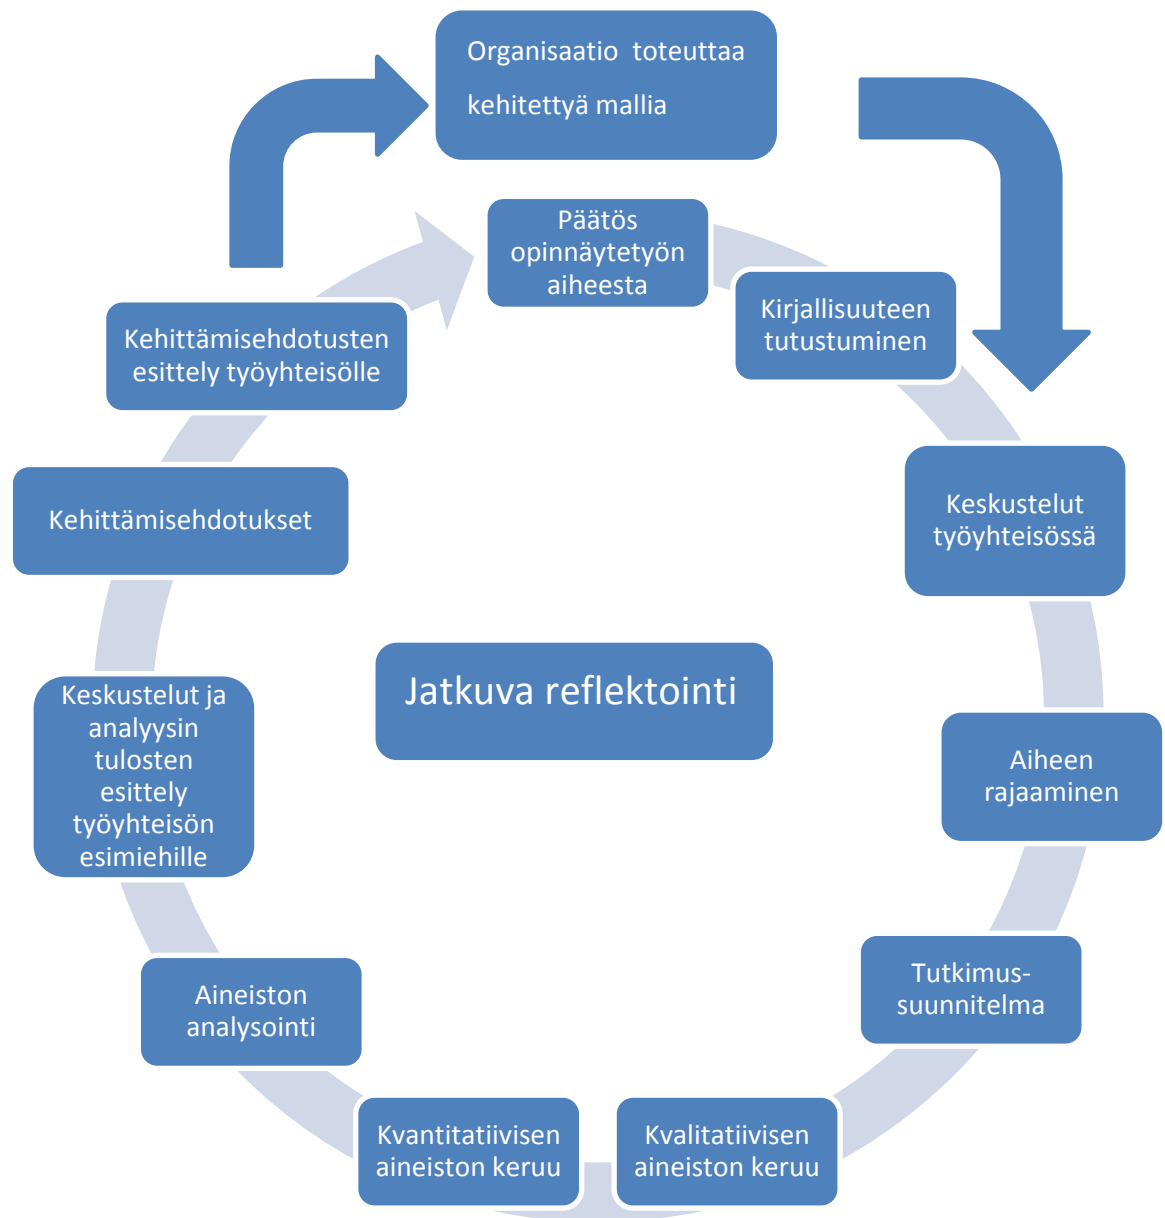 Organisaatio toteuttaa
kehitettyä mallia
Päätös
opinnäytetyön
aiheesta
Kirjallisuuteen
tutustuminen
Keskustelut
työyhteisössä
Aiheen
rajaaminen
Tutkimus-
suunnitelma
Kvalitatiivisen
aineiston keruu
Kvantitatiivisen
aineiston keruu
Aineiston
analysointi
Keskustelut ja
analyysin
tulosten
esittely
työyhteisön
esimiehille
Kehittämisehdotukset
Kehittämisehdotusten
esittely työyhteisölle
Jatkuva reflektointi